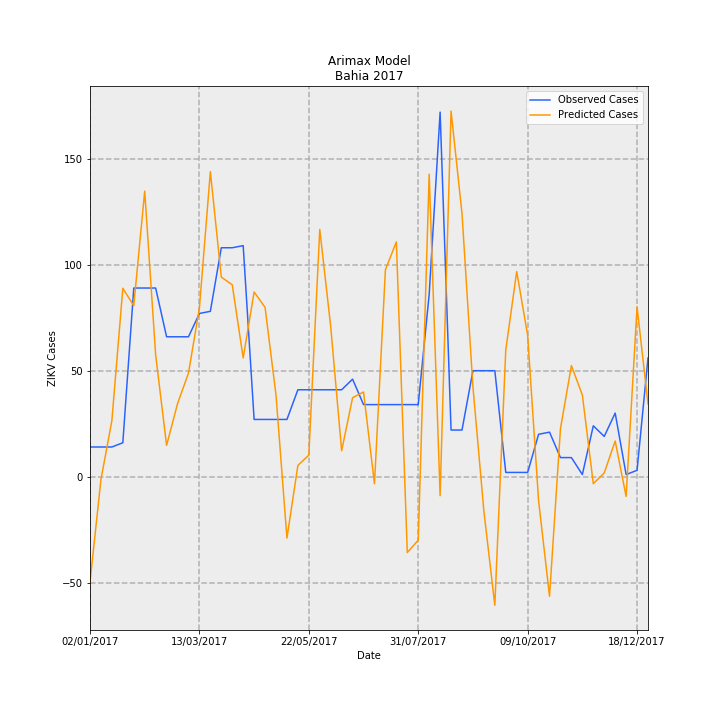 Arimax Model
Bahia 2017
Observed Cases
Predicted Cases
150
100
50
0
−50
ZIKV Cases
02/01/2017 13/03/2017 22/05/2017 31/07/2017 09/10/2017 18/12/2017
Date